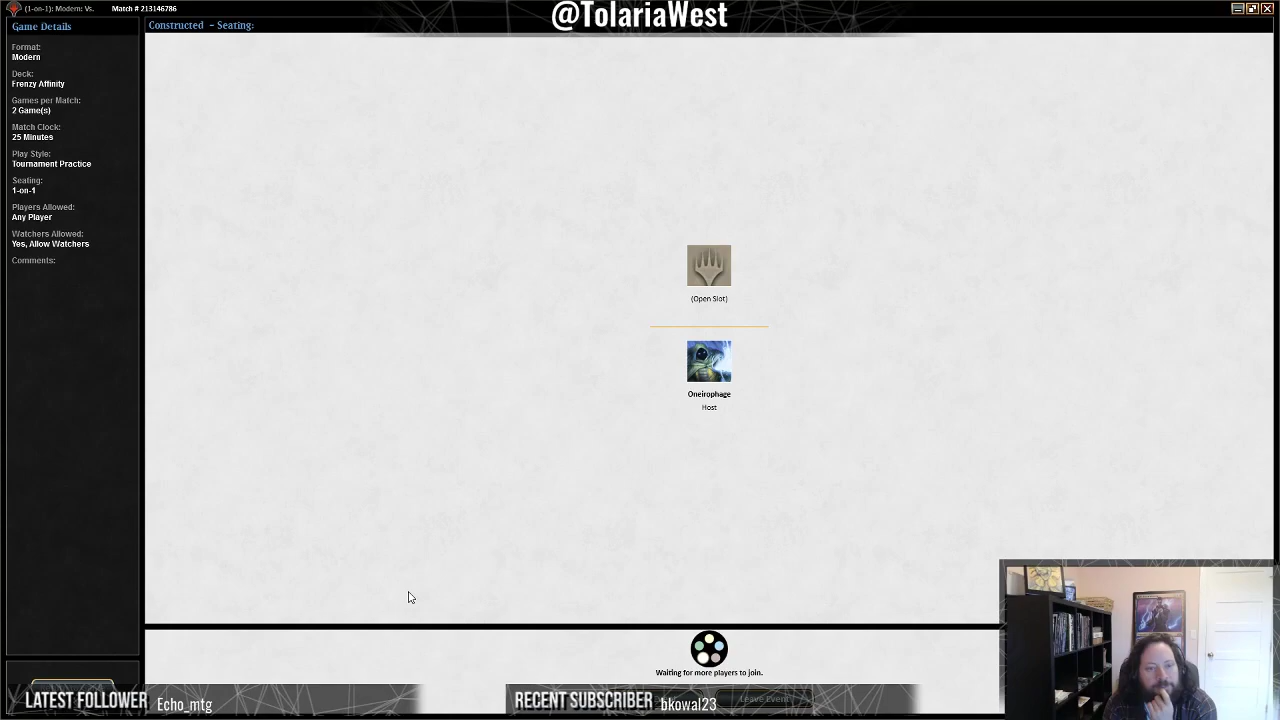 (1-on-1): Modern: Vs. Match # 213146786
@TolariaWest
Game Details
Constructed - Seating:
Format:
Modern
Deck:
Frenzy Affinity
Games per Match:
2 Game(s)
Match Clock:
25 Minutes
Play Style:
Tournament Practice
Seating:
1-on-1
Players Allowed:
Any Player
Watchers Allowed:
Yes, Allow Watchers
Comments:
(Open Slot)
Oneirophage
Host
Waiting for more players to join.
Leave Event
LATEST FOLLOWER Echo_mtg
RECENT SUBSCRIBER bkowal23